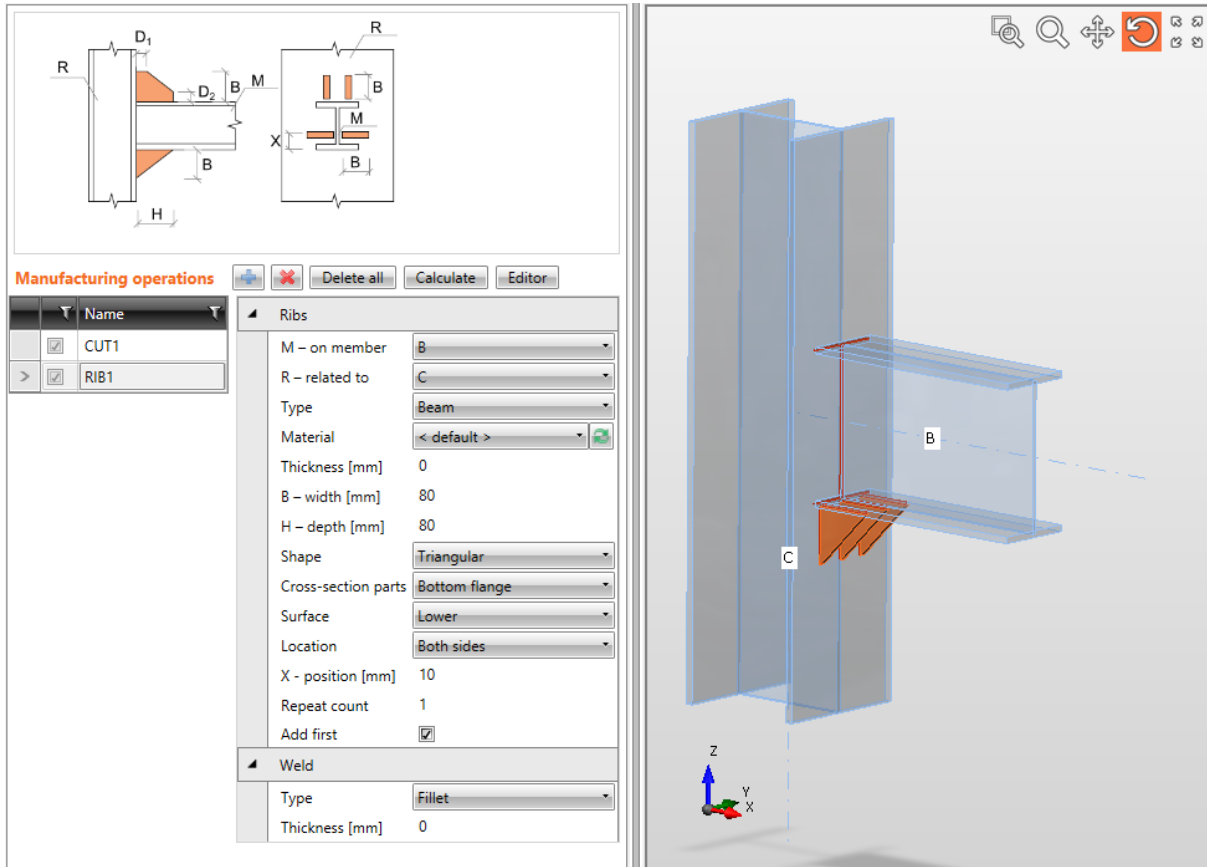 D1
R
B
M
D2
B
H
R
B
M
X
B
Manufacturing operations
Delete all
Calculate
Editor
Name
CUT1
RIB1
Ribs
M – on member B
R – related to C
Type Beam
Material < default >
Thickness [mm] 0
B – width [mm] 80
H – depth [mm] 80
Shape Triangular
Cross-section parts Bottom flange
Surface Lower
Location Both sides
X - position [mm] 10
Repeat count 1
Add first
Weld
Type Fillet
Thickness [mm] 0
B
C
Z
Y
X